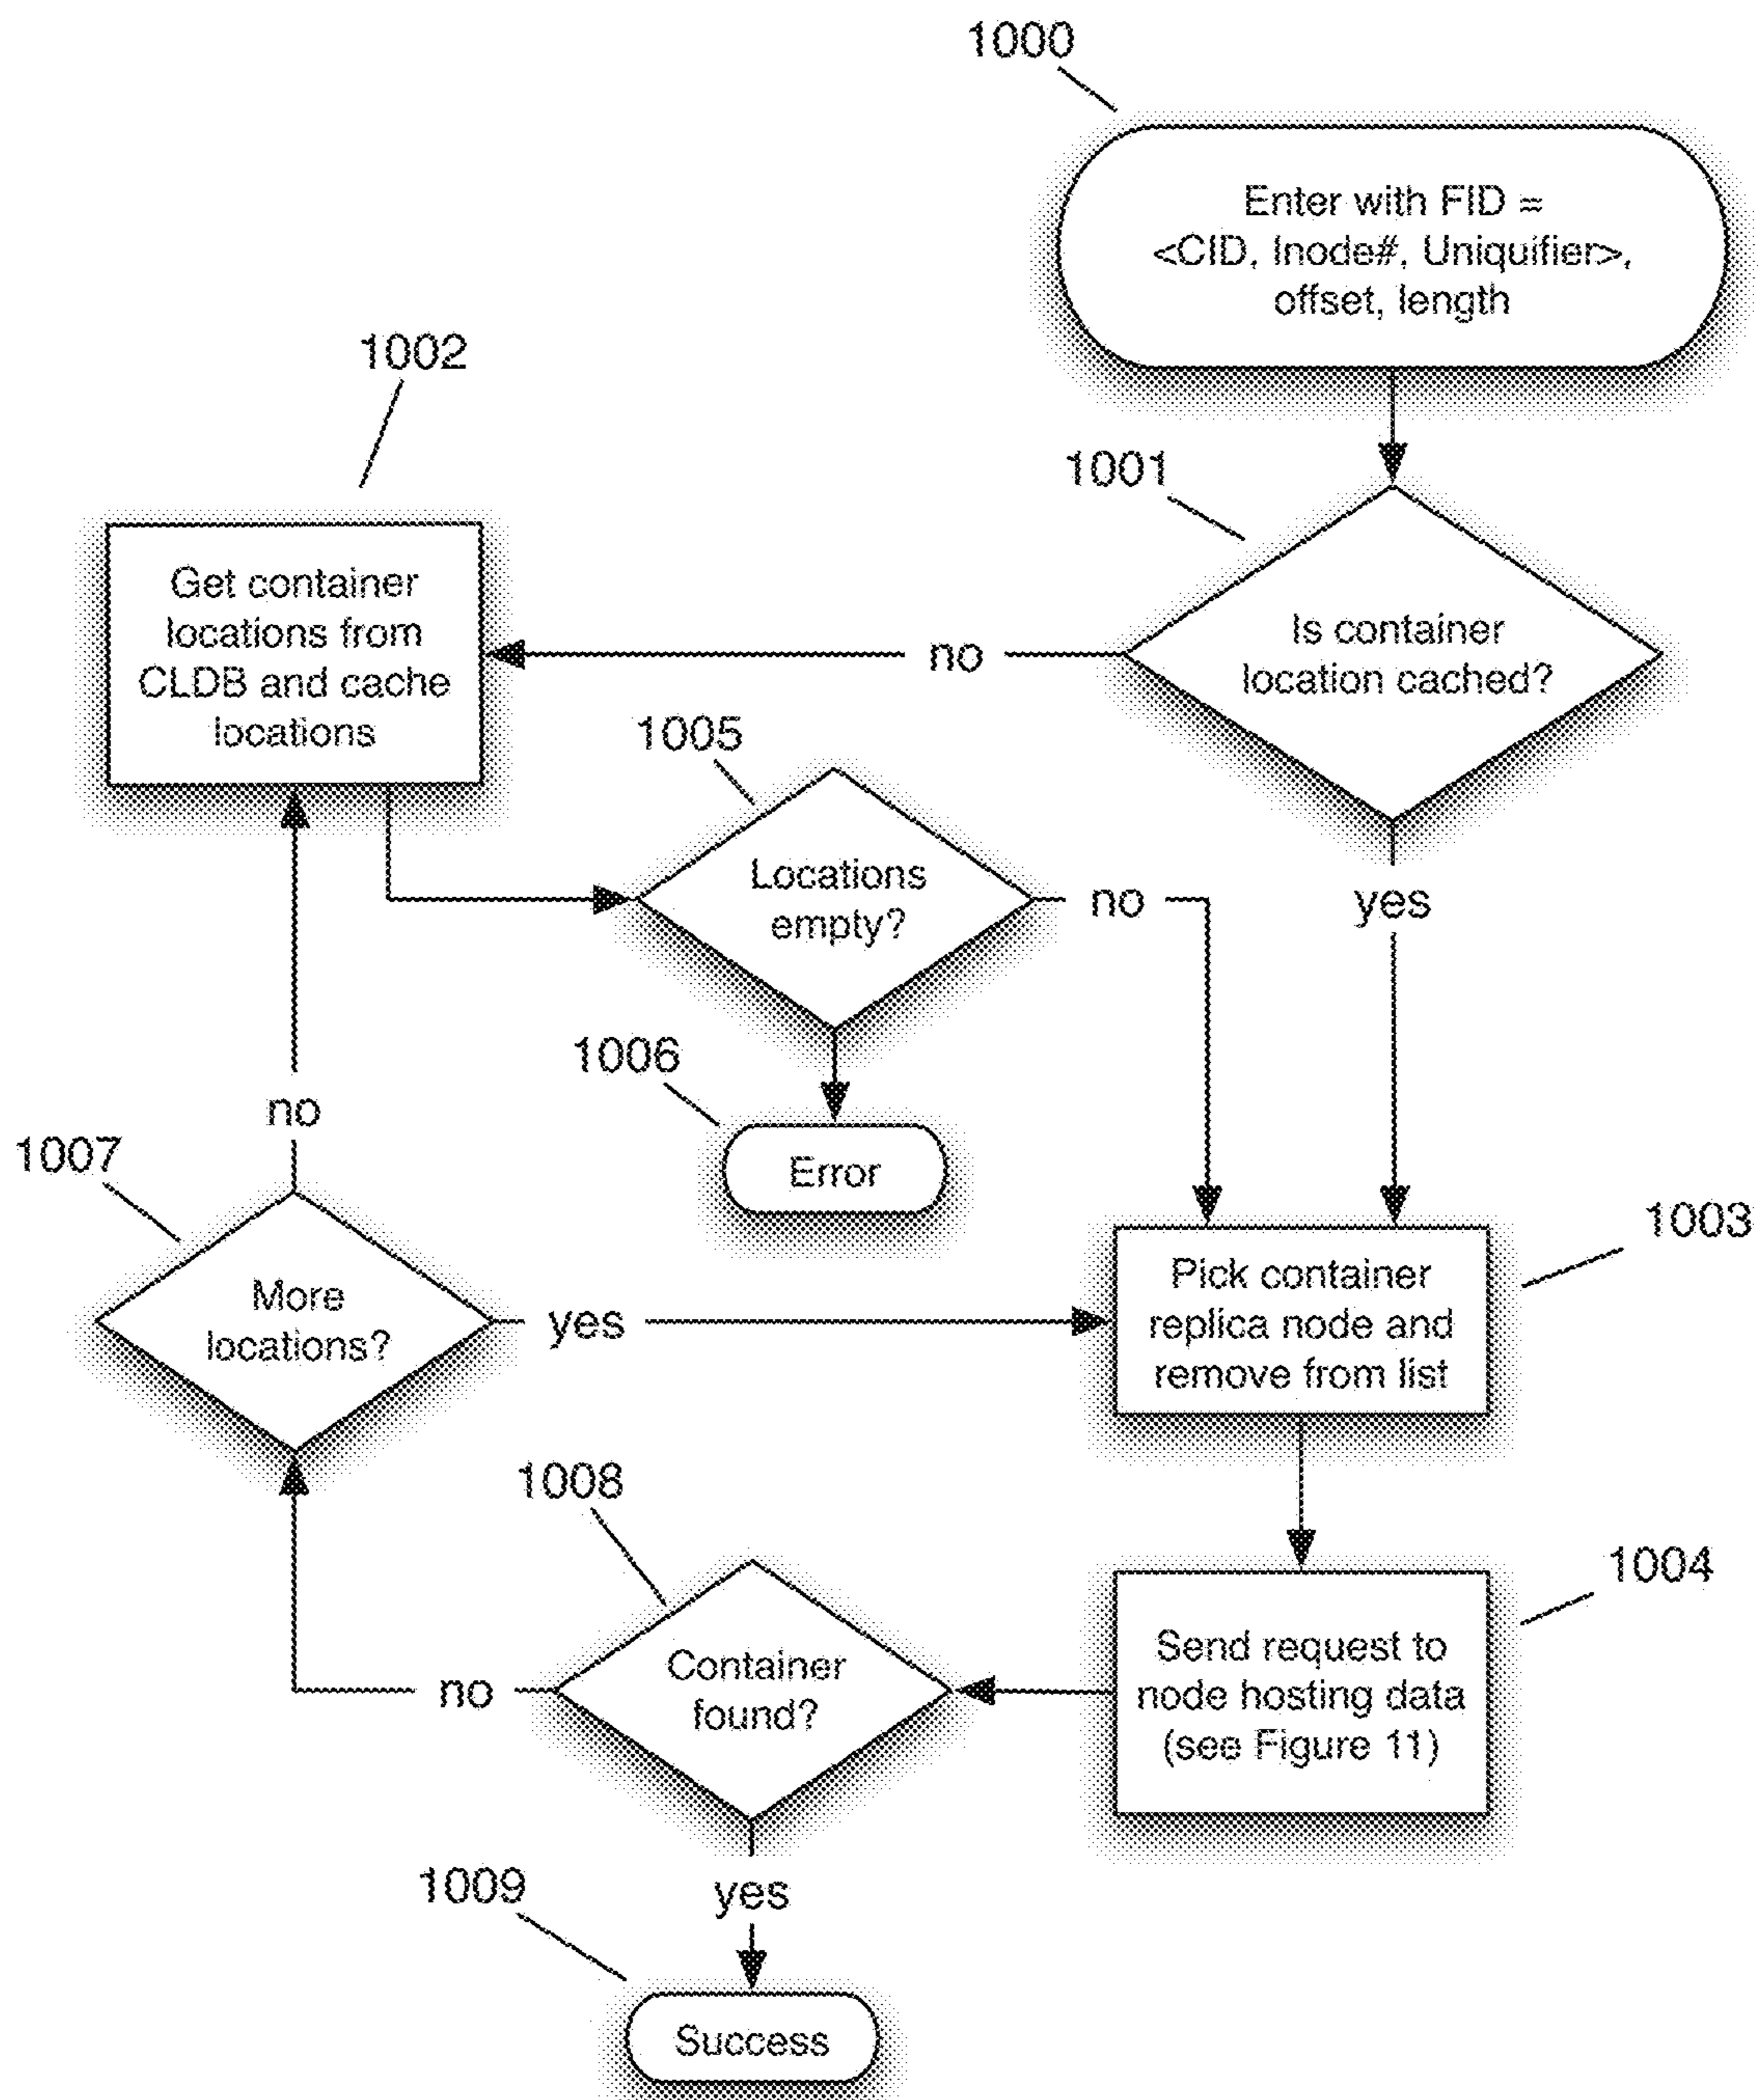 1000
Enter with FID =
<CID, Inode#, Uniquifier>,
offset, length
1002
1001
Get container
locations from
CLDB and cache
locations
no
Is container
location cached?
1005
Locations
empty?
no
yes
1006
Error
no
1007
More
locations?
yes
1003
Pick container
replica node and
remove from list
1008
1004
Container
found?
no
Send request to
node hosting data
(see Figure 11)
yes
1009
Success